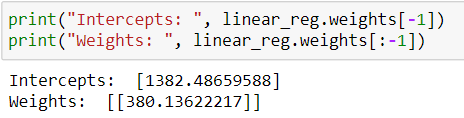 print("Intercepts: ", linear_reg.weights[-1])
print("Weights: ", linear_reg.weights[:-1])
Intercepts:  [1382.48659588]
Weights:  [[380.13622217]]